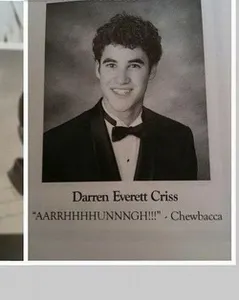 Darren Everett Criss
"AARRHHHHUNNNGH!!!" - Chewbacca